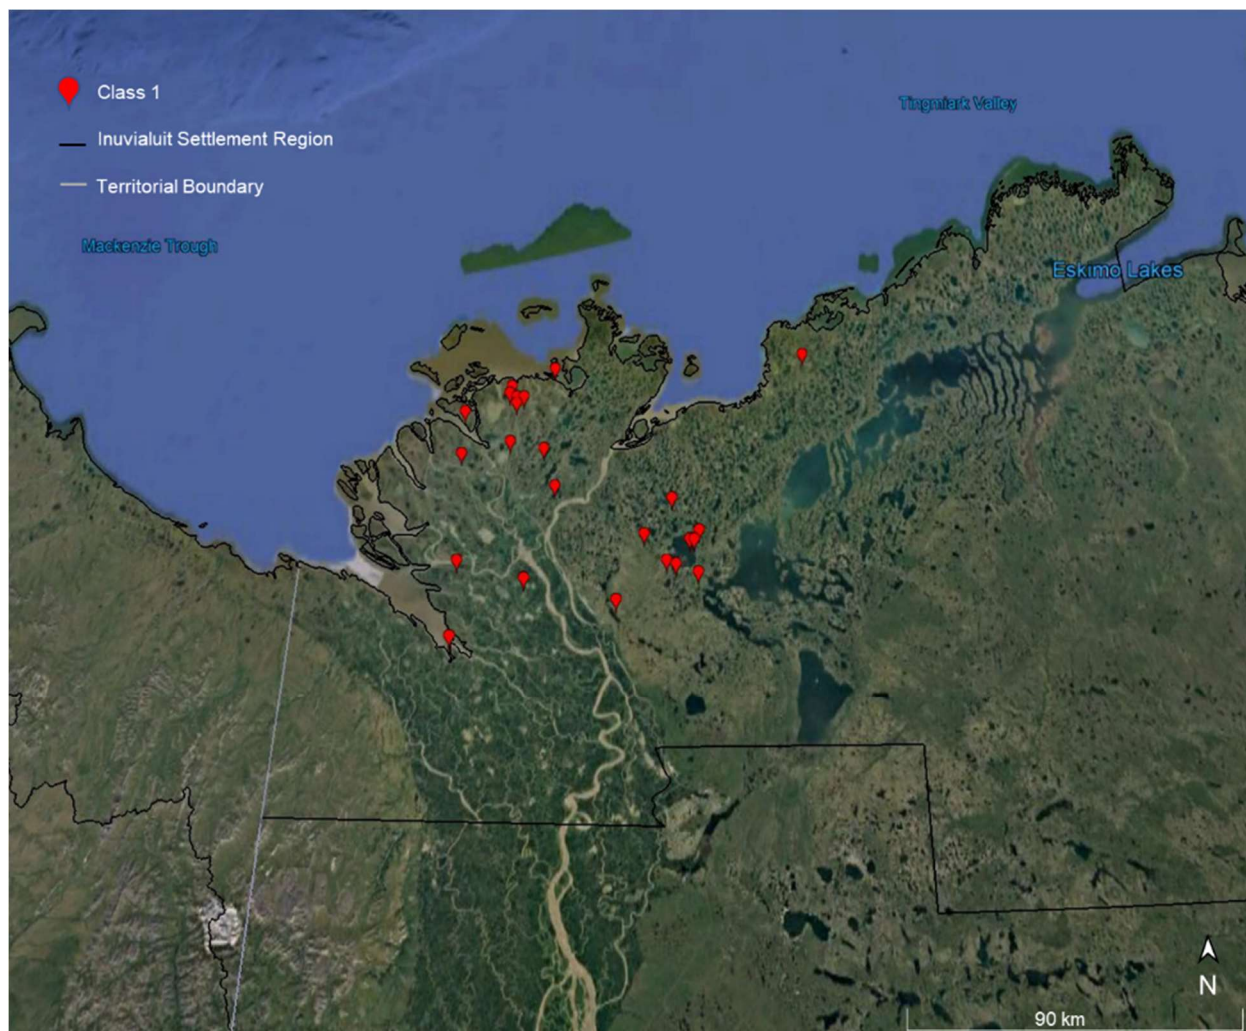 Class 1
Tingmiark Valley
Inuvialuit Settlement Region
Territorial Boundary
Mackenzie Trough
Eskimo Lakes
N
90 km